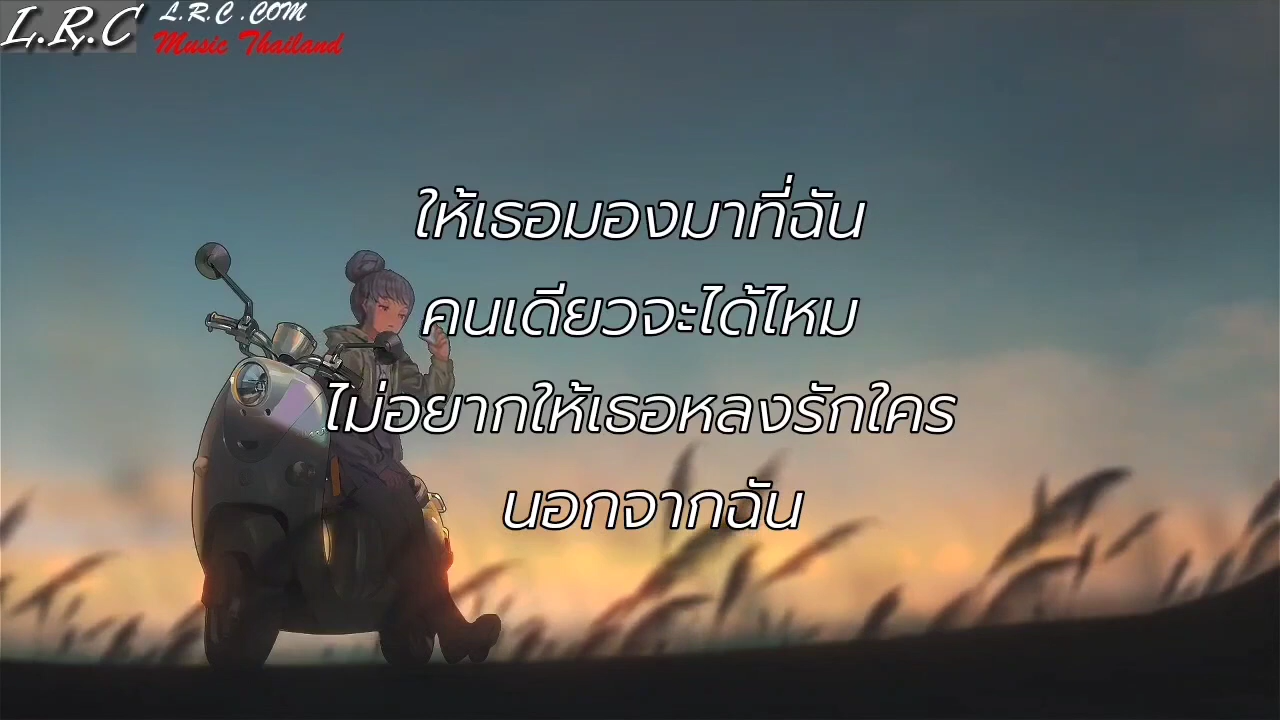 L.R.C
L.R.C .COM
Music Thailand
ให้เธอมองมาที่ฉัน
คนเดียวจะได้ไหม
ไม่อยากให้เธอหลงรักใคร
นอกจากฉัน